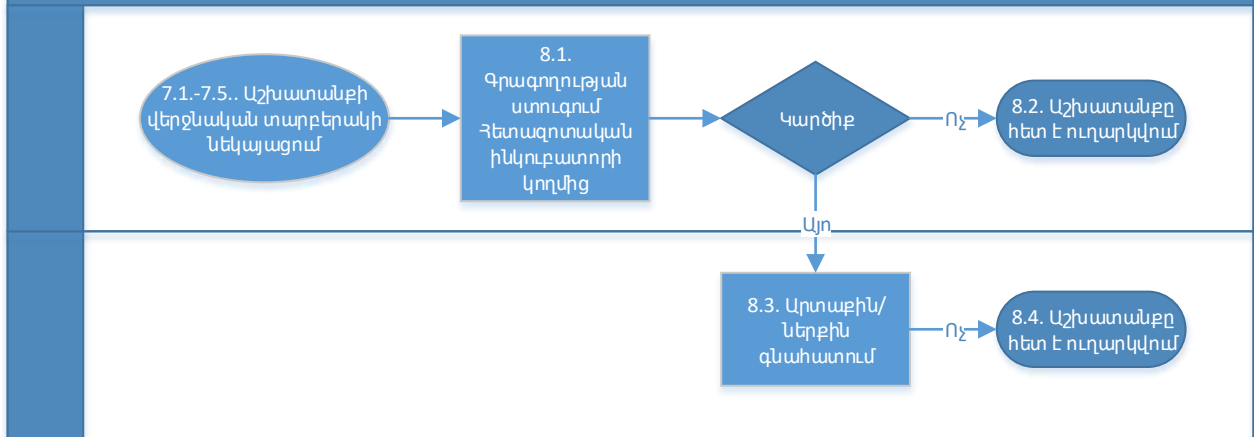 7.1.-7.5.. Աշխատանքի
վերջնական տարբերակի
նեկայացում
8.1.
Գրագողության
ստուգում
Հետազոտական
ինկուբատորի
կողմից
Կարծիք
Ոչ
8.2. Աշխատանքը
հետ է ուղարկվում
Այո
8.3. Արտաքին/
ներքին
գնահատում
Ոչ
8.4. Աշխատանքը
հետ է ուղարկվում